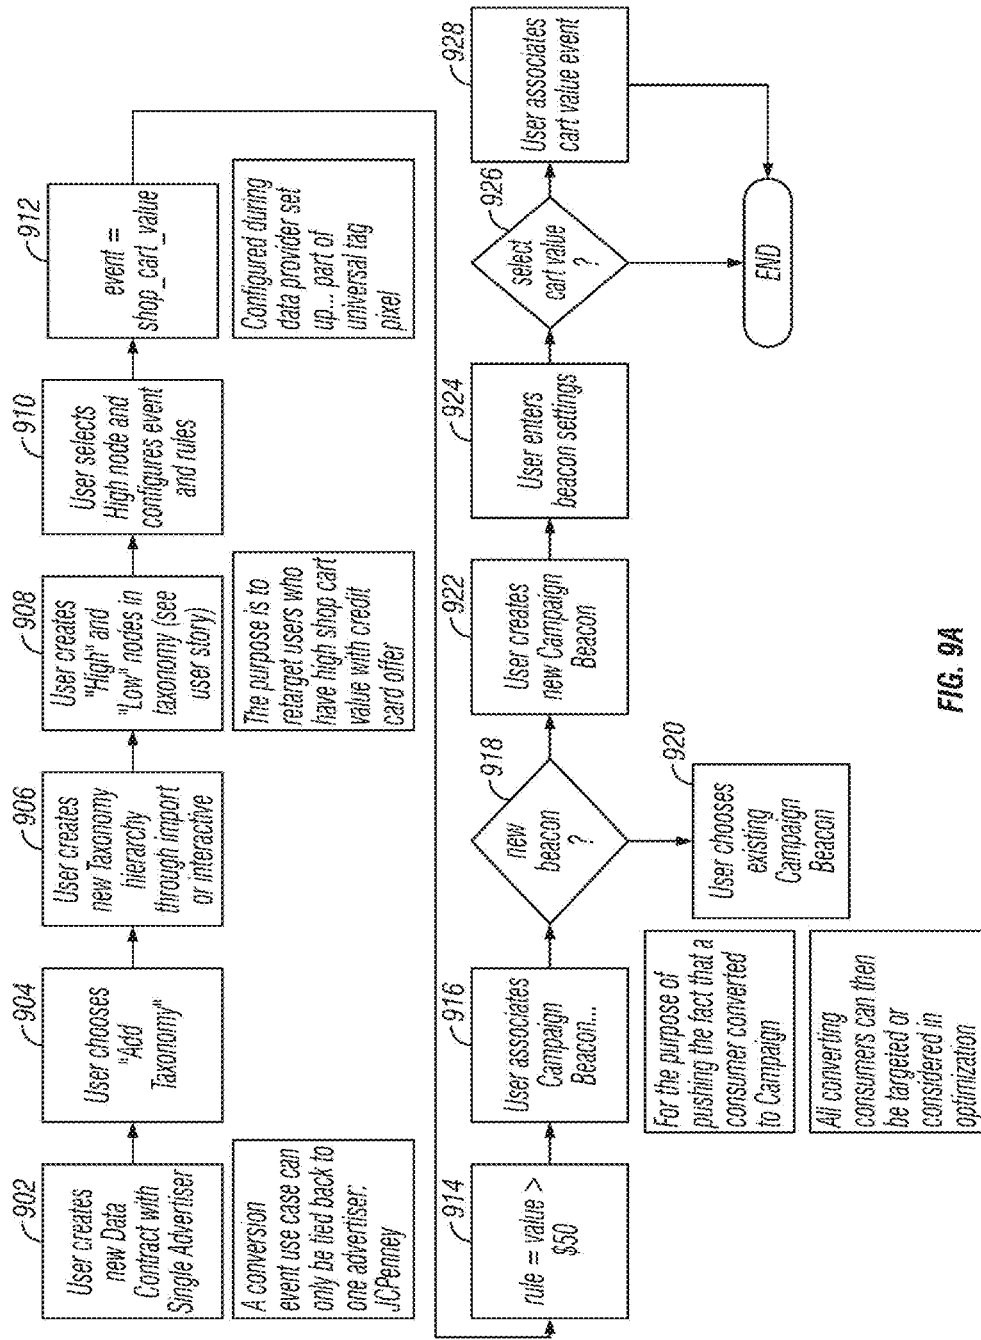 902
User creates
new Data
Contract with
Single Advertiser
A conversion
event use case can
only be tied back to
one advertiser.
JCPenney
904
User chooses
"Add
Taxonomy"
906
User creates
new Taxonomy
hierarchy
through import
or interactive
908
User creates
"High" and
"Low" nodes in
taxonomy (see
user story)
The purpose is to
retarget users who
have high shop cart
value with credit
card offer
910
User selects
High node and
configures event
and rules
912
event =
shop_cart_value
Configured during
data provider set
up... part of
universal tag
pixel
914
rule = value >
$50
916
User associates
Campaign
Beacon...
For the purpose of
pushing the fact that a
consumer converted
to Campaign
All converting
consumers can then
be targeted or
considered in
optimization
918
new
beacon
?
920
User chooses
existing
Campaign
Beacon
922
User creates
new Campaign
Beacon
924
User enters
beacon settings
926
select
cart value
?
928
User associates
cart value event
END
FIG. 9A